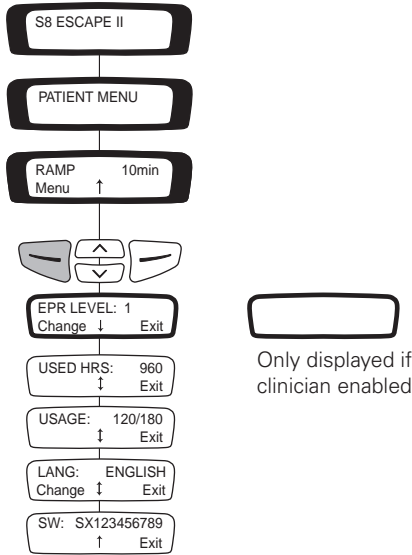 S8 ESCAPE II
PATIENT MENU
RAMP 10min
Menu ↑
EPR LEVEL: 1
Change ↓ Exit
USED HRS: 960
↕ Exit
USAGE: 120/180
↕ Exit
LANG: ENGLISH
Change ↕ Exit
SW: SX123456789
↑ Exit
Only displayed if
clinician enabled